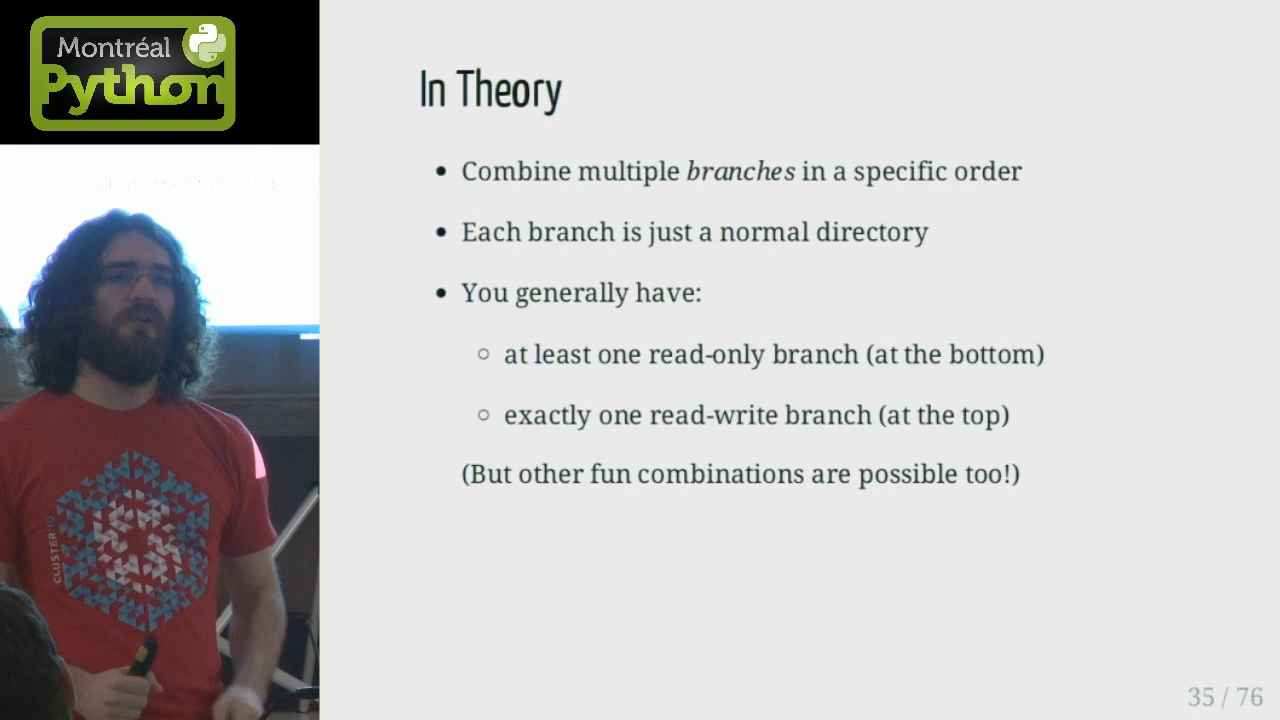 Montréal
Python
In Theory
• Combine multiple branches in a specific order
• Each branch is just a normal directory
• You generally have:
○ at least one read-only branch (at the bottom)
○ exactly one read-write branch (at the top)
(But other fun combinations are possible too!)
CLUSTERHQ
35 / 76